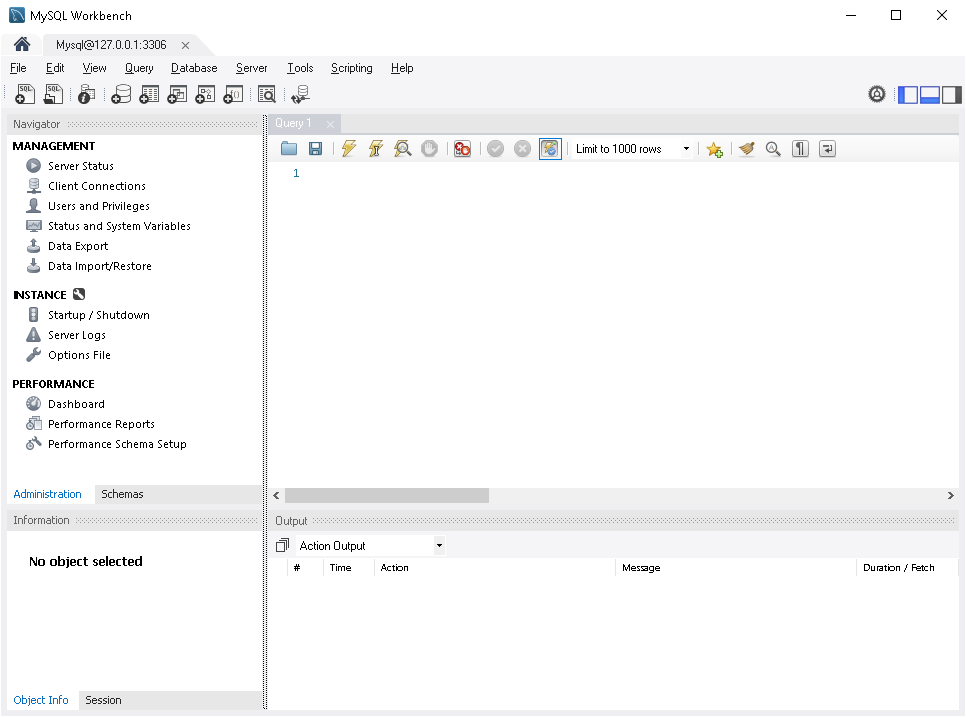 MySQL Workbench
Mysql@127.0.0.1:3306
File Edit View Query Database Server Tools Scripting Help
SQL SQL
Navigator
MANAGEMENT
Server Status
Client Connections
Users and Privileges
Status and System Variables
Data Export
Data Import/Restore
INSTANCE
Startup / Shutdown
Server Logs
Options File
PERFORMANCE
Dashboard
Performance Reports
Performance Schema Setup
Administration Schemas
Information
No object selected
Object Info Session
Query 1
Limit to 1000 rows
1
Output
Action Output
# Time Action Message Duration / Fetch